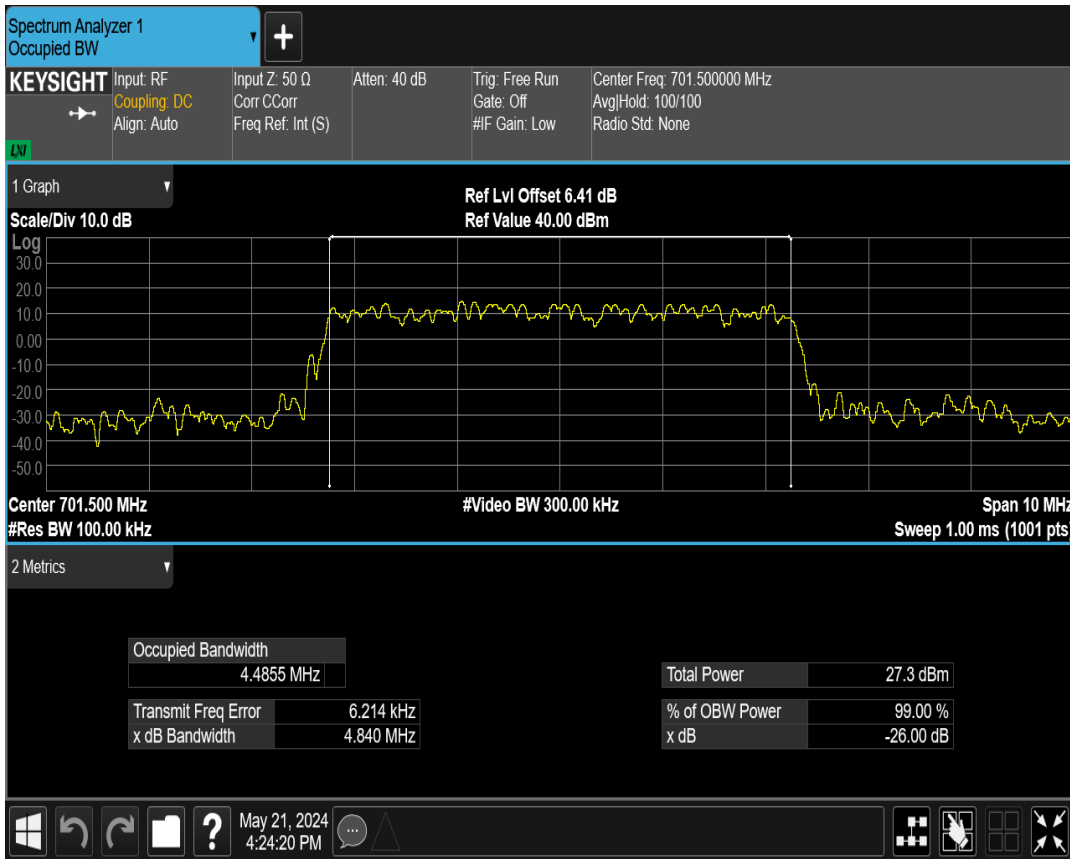 Spectrum Analyzer 1
Occupied BW
+
KEYSIGHT
LXI
Input: RF
Coupling: DC
Align: Auto
Input Z: 50 Ω
Corr CCorr
Freq Ref: Int (S)
Atten: 40 dB
Trig: Free Run
Gate: Off
#IF Gain: Low
Center Freq: 701.500000 MHz
Avg|Hold: 100/100
Radio Std: None
1 Graph
Scale/Div 10.0 dB
Ref Lvl Offset 6.41 dB
Ref Value 40.00 dBm
Log
30.0
20.0
10.0
0.00
-10.0
-20.0
-30.0
-40.0
-50.0
Center 701.500 MHz
#Video BW 300.00 kHz
Span 10 MHz
#Res BW 100.00 kHz
Sweep 1.00 ms (1001 pts)
2 Metrics
Occupied Bandwidth
4.4855 MHz
Total Power 27.3 dBm
Transmit Freq Error 6.214 kHz
% of OBW Power 99.00 %
x dB Bandwidth 4.840 MHz
x dB -26.00 dB
?
May 21, 2024
4:24:20 PM